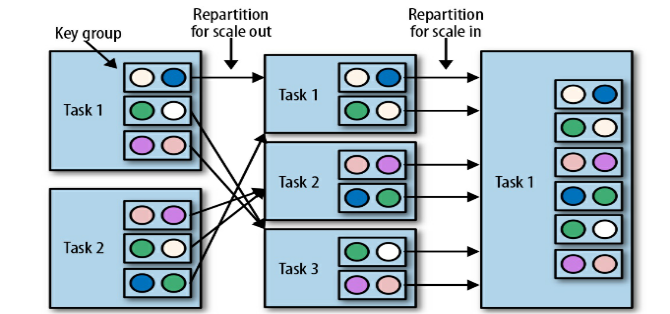 Key group
Repartition
for scale out
Repartition
for scale in
Task 1
Task 2
Task 1
Task 2
Task 3
Task 1